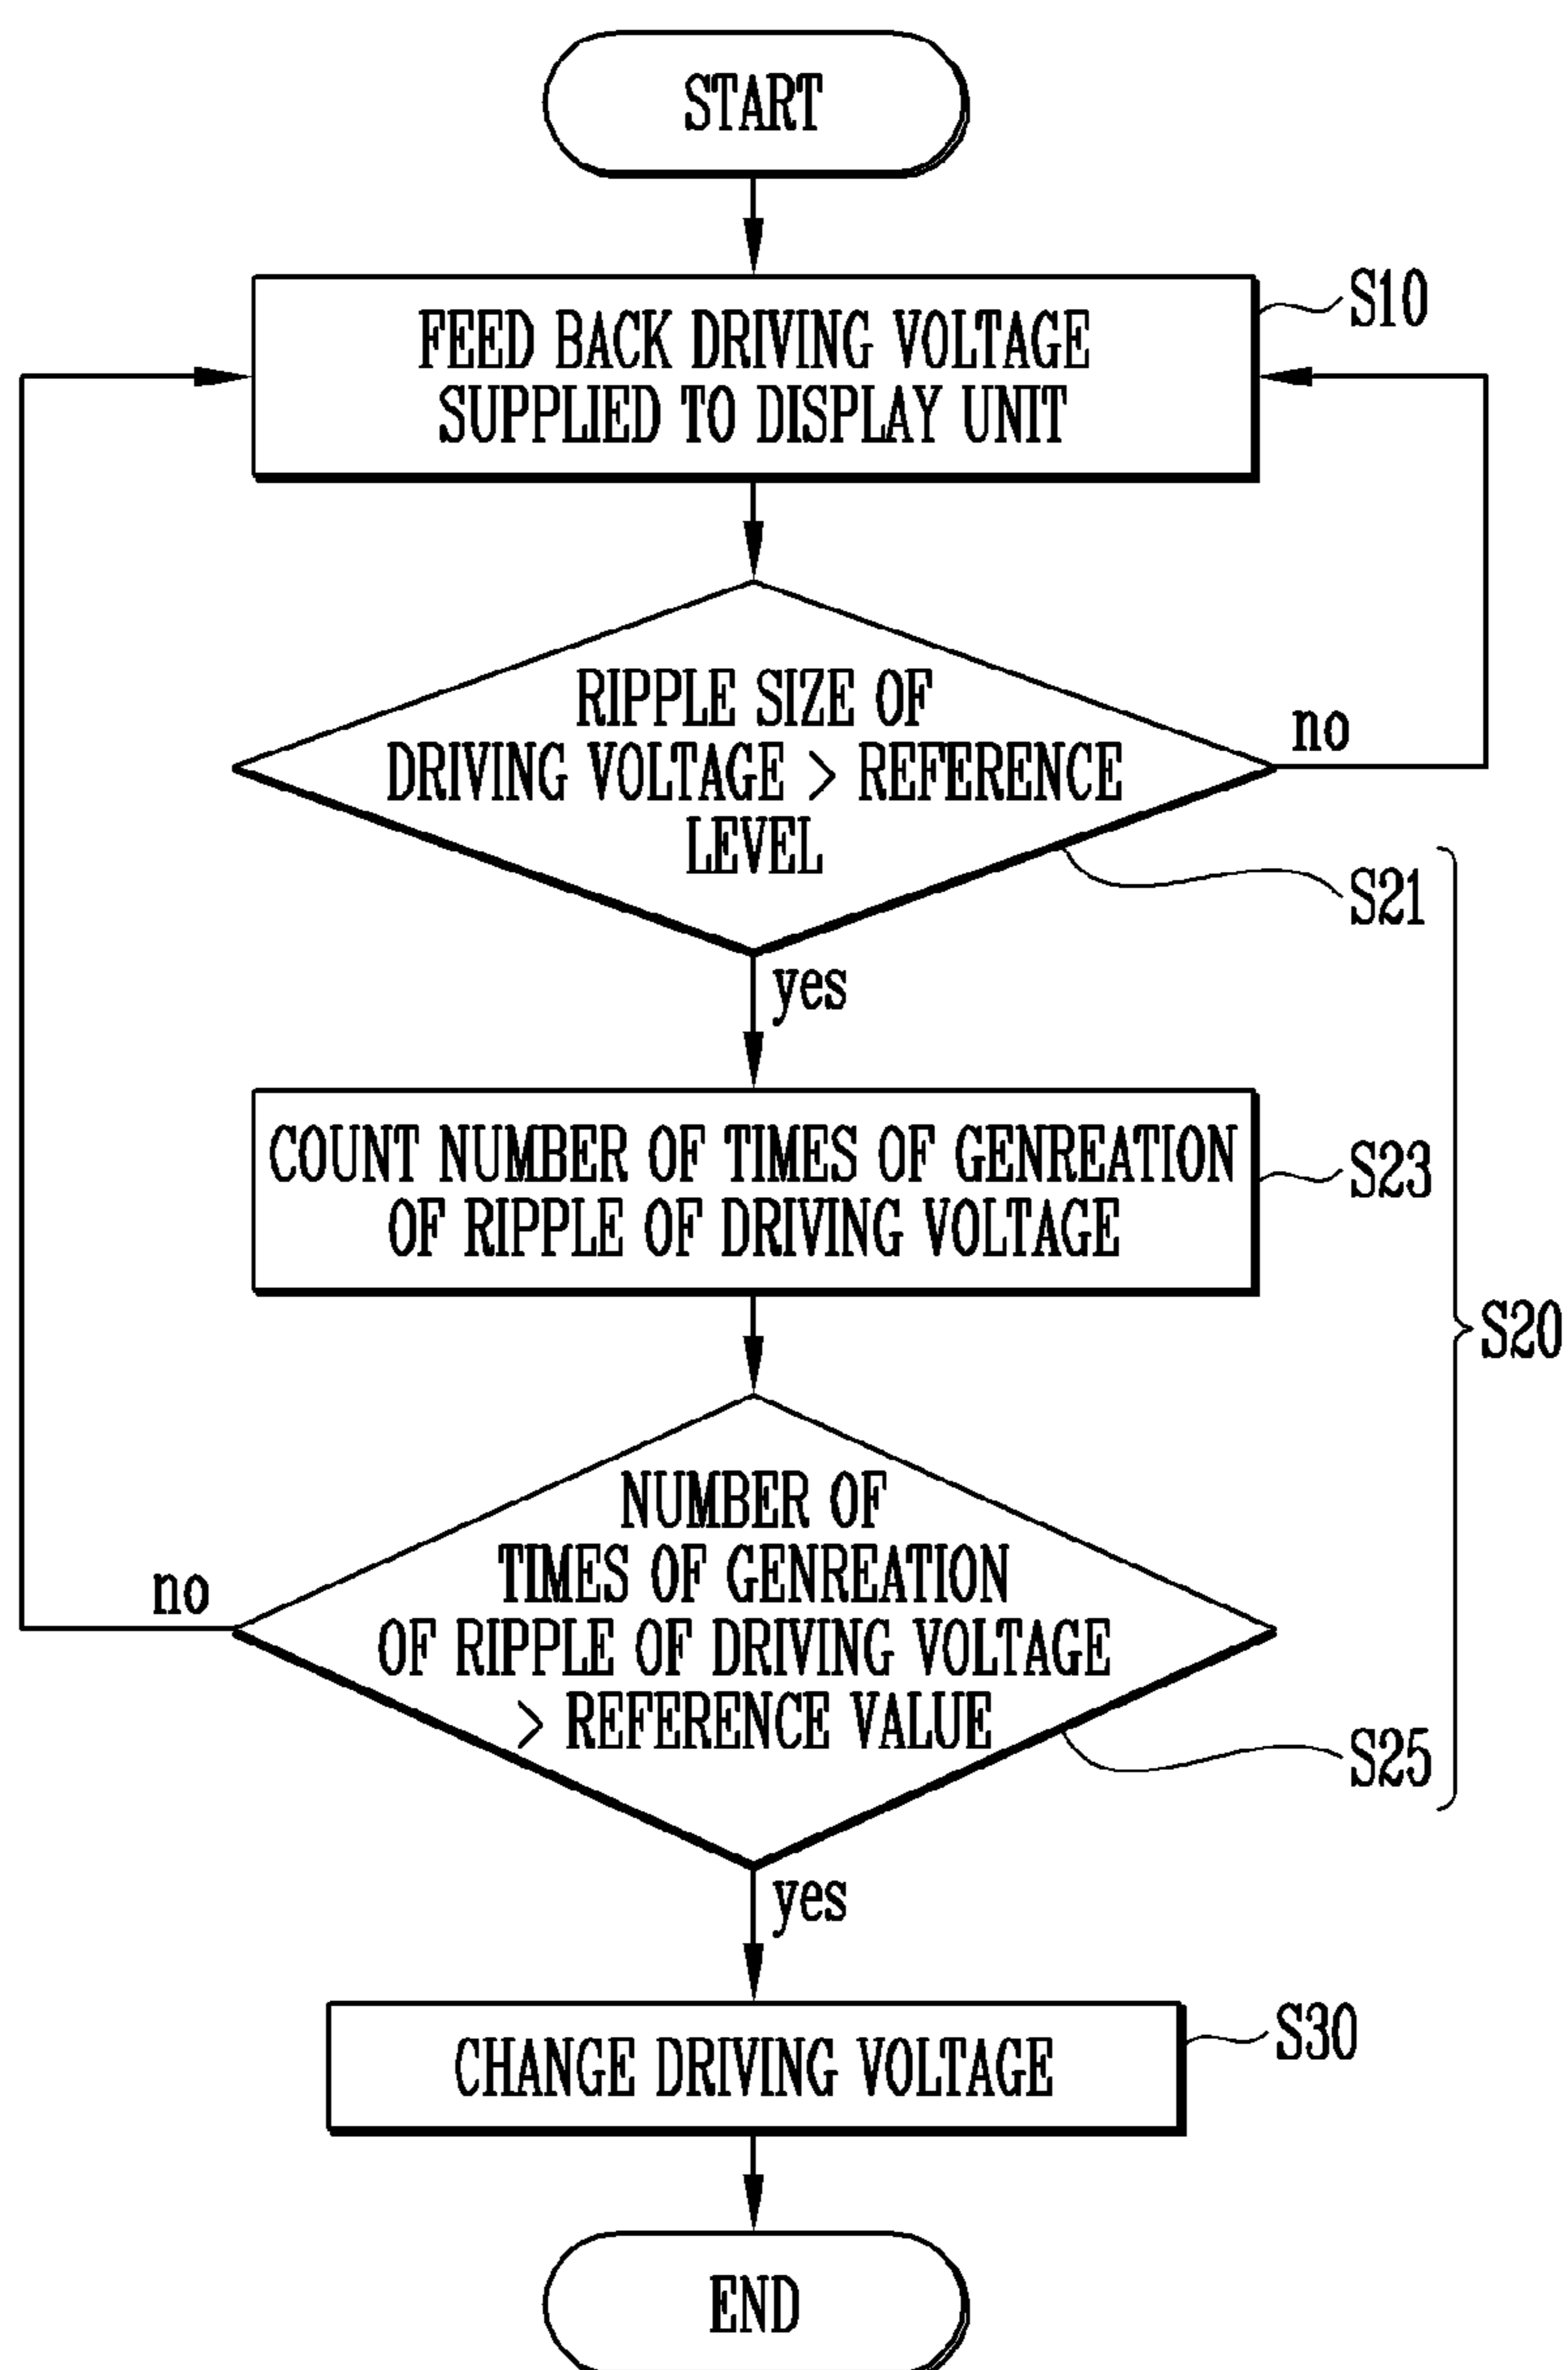 START
FEED BACK DRIVING VOLTAGE
SUPPLIED TO DISPLAY UNIT
S10
RIPPLE SIZE OF
DRIVING VOLTAGE > REFERENCE
LEVEL
no
S21
yes
COUNT NUMBER OF TIMES OF GENREATION
OF RIPPLE OF DRIVING VOLTAGE
S23
S20
NUMBER OF
TIMES OF GENREATION
OF RIPPLE OF DRIVING VOLTAGE
> REFERENCE VALUE
no
S25
yes
CHANGE DRIVING VOLTAGE
S30
END